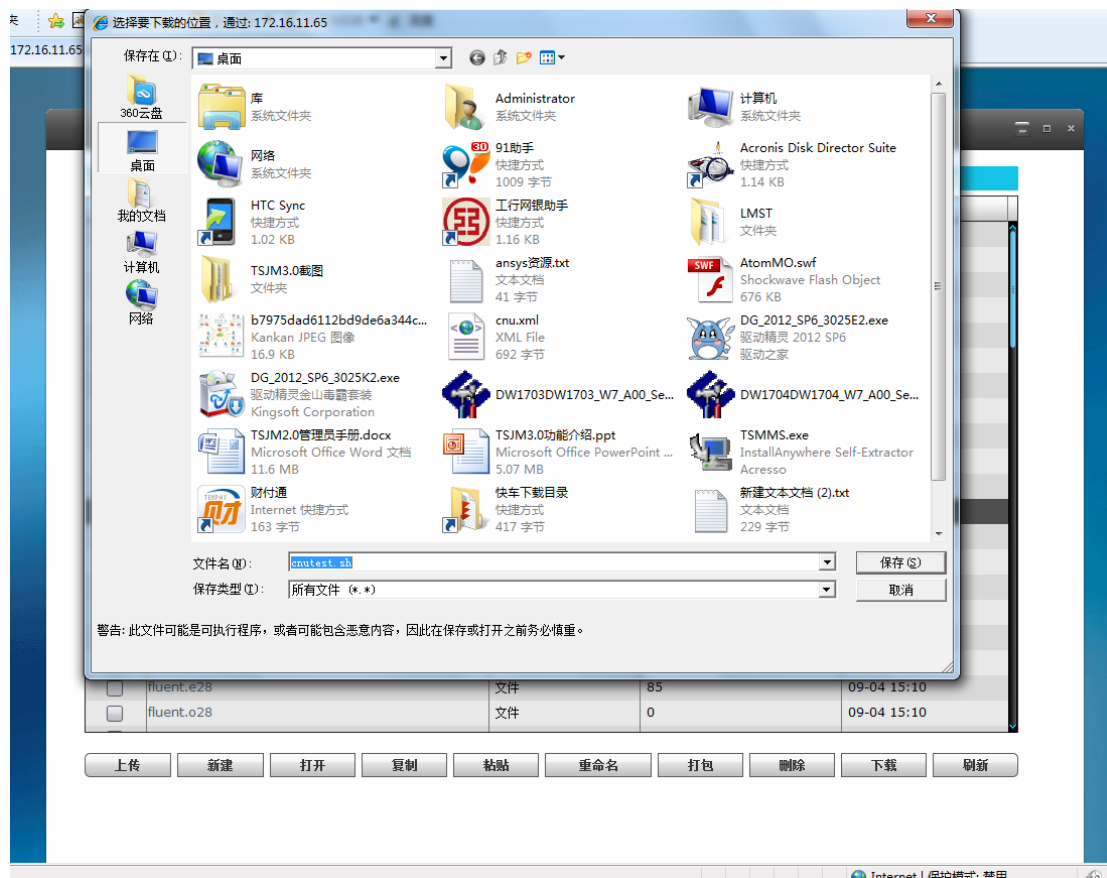 夹
选择要下载的位置，通过: 172.16.11.65
172.16.11.65
保存在(I):
桌面
360云盘
桌面
我的文档
计算机
网络
库
系统文件夹
Administrator
系统文件夹
计算机
系统文件夹
网络
系统文件夹
30
91助手
快捷方式
1009 字节
Acronis Disk Director Suite
快捷方式
1.14 KB
HTC Sync
快捷方式
1.02 KB
工行网银助手
快捷方式
1.16 KB
LMST
文件夹
TSJM3.0截图
文件夹
ansys资源.txt
文本文档
41 字节
SWF
AtomMO.swf
Shockwave Flash Object
676 KB
b7975dad6112bd9de6a344c...
Kankan JPEG 图像
16.9 KB
cnu.xml
XML File
692 字节
DG_2012_SP6_3025E2.exe
驱动精灵 2012 SP6
驱动之家
DG_2012_SP6_3025K2.exe
驱动精灵金山毒霸套装
Kingsoft Corporation
DW1703DW1703_W7_A00_Se...
DW1704DW1704_W7_A00_Se...
TSJM2.0管理员手册.docx
Microsoft Office Word 文档
11.6 MB
TSJM3.0功能介绍.ppt
Microsoft Office PowerPoint ...
5.07 MB
TSMMS.exe
InstallAnywhere Self-Extractor
Acresso
财付通
Internet 快捷方式
163 字节
快车下载目录
快捷方式
417 字节
新建文本文档 (2).txt
文本文档
229 字节
文件名(N):
cnutest.sh
保存(S)
保存类型(T):
所有文件 (*.*)
取消
警告: 此文件可能是可执行程序，或者可能包含恶意内容，因此在保存或打开之前务必慎重。
fluent.e28 文件 85 09-04 15:10
fluent.o28 文件 0 09-04 15:10
上传 新建 打开 复制 粘贴 重命名 打包 删除 下载 刷新
Internet | 保护模式: 禁用